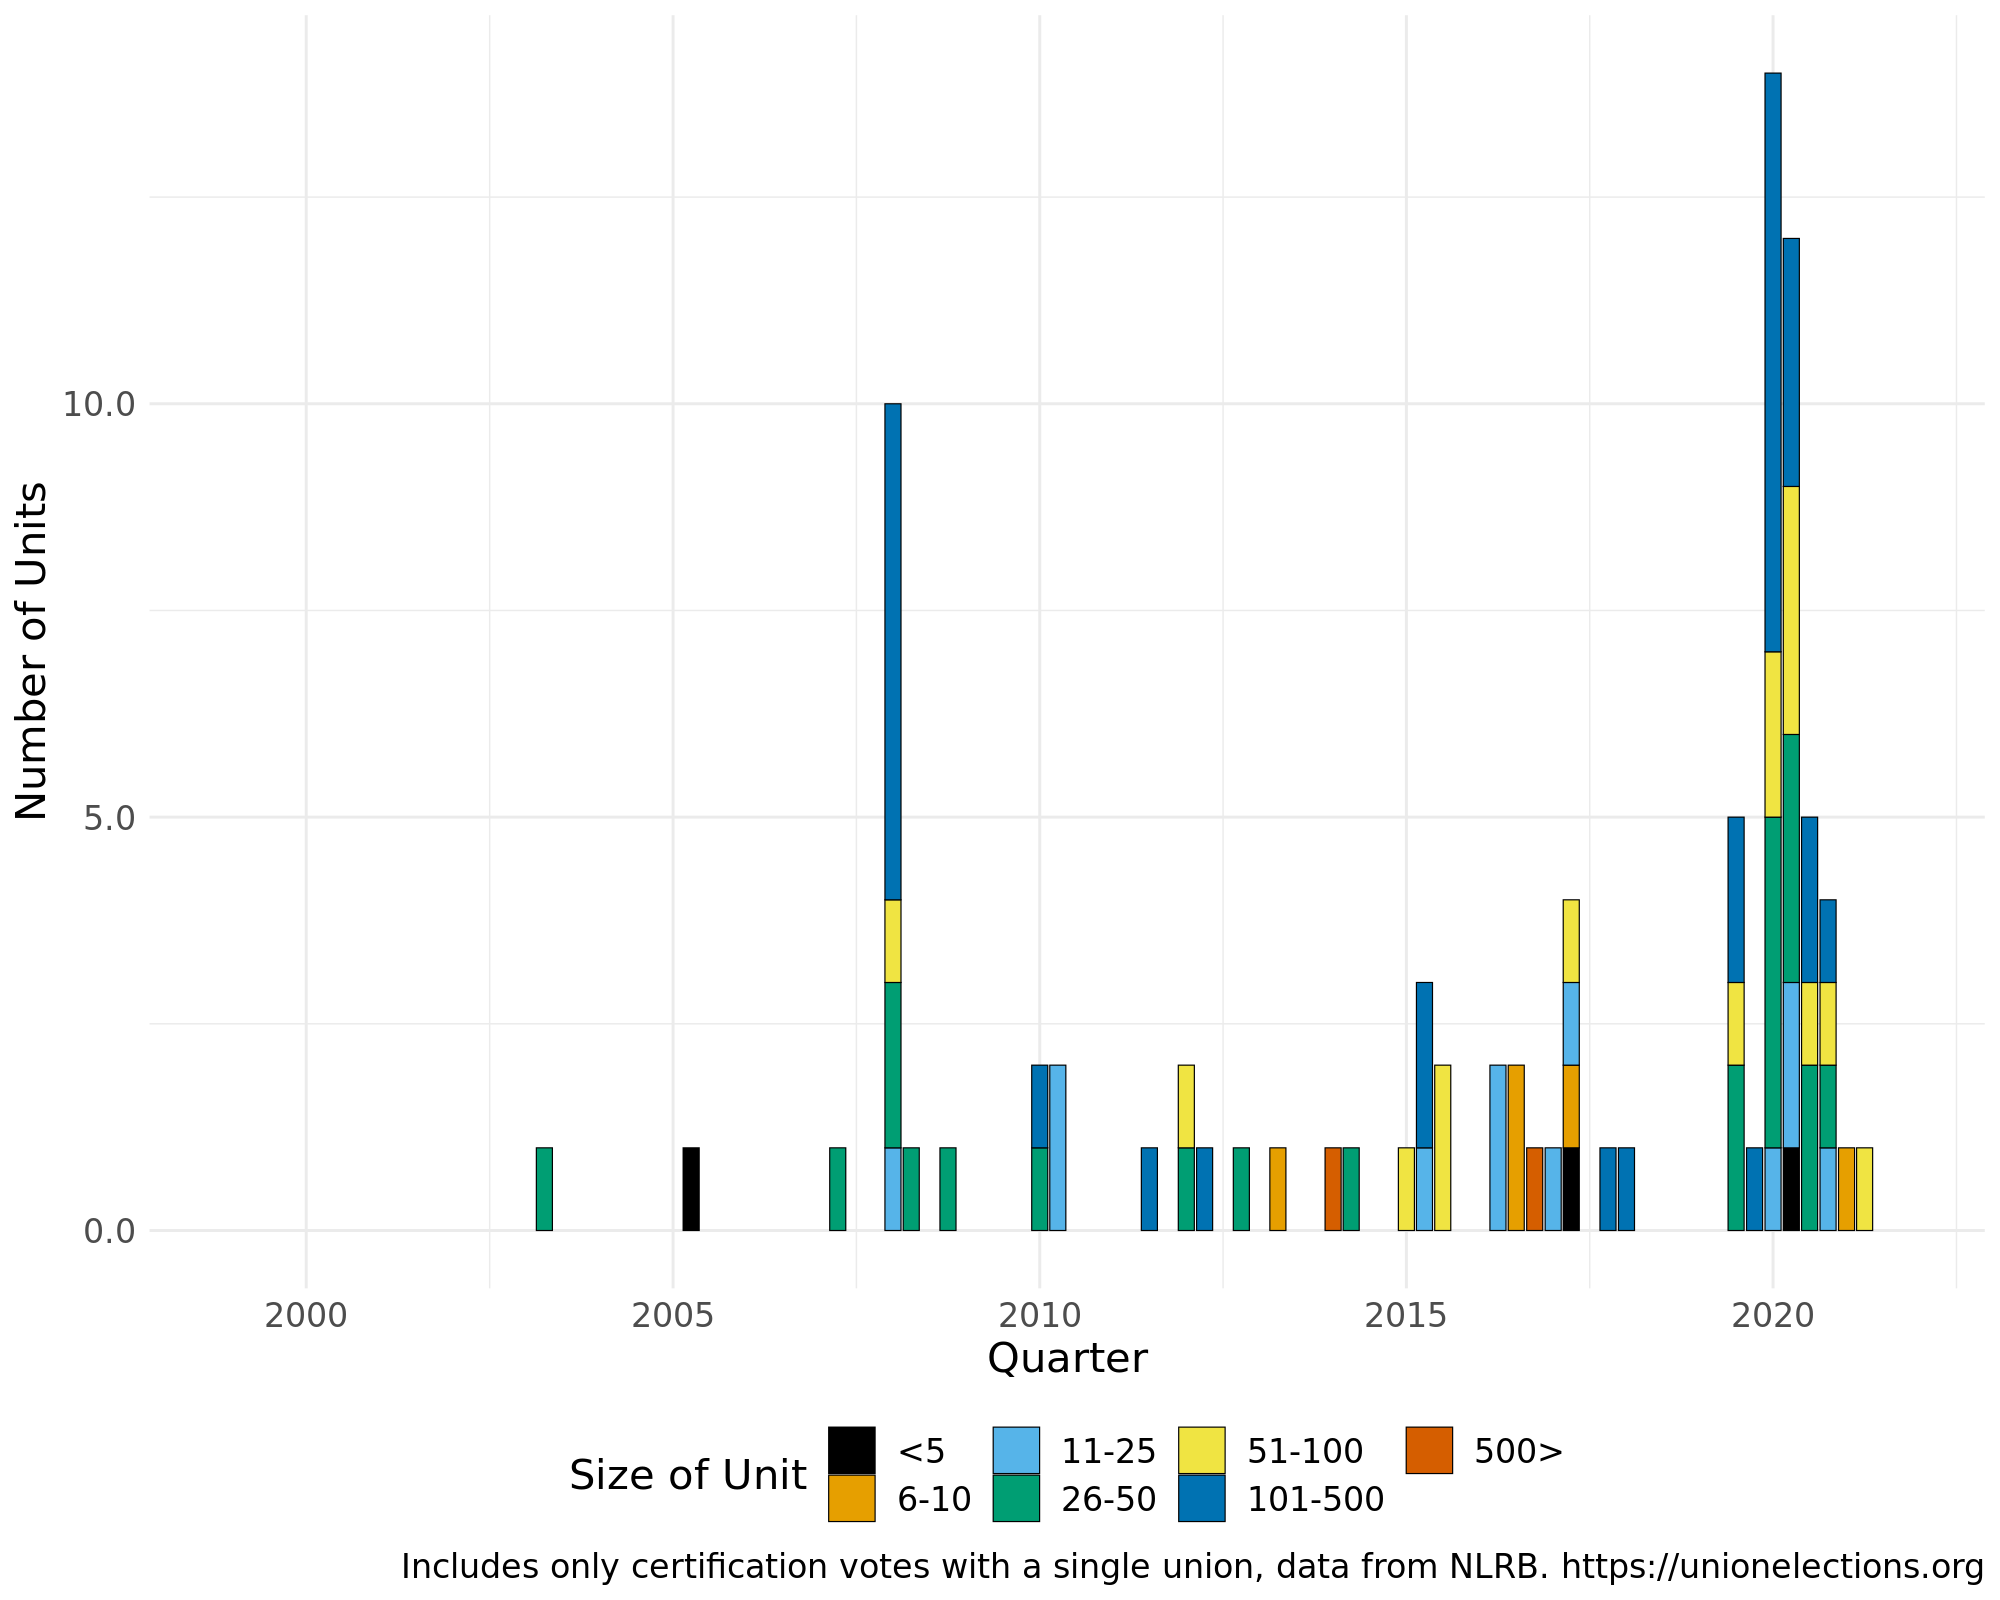 10.0
5.0
0.0
Number of Units
2000 2005 2010 2015 2020
Quarter
Size of Unit
<5 11-25 51-100 500>
6-10 26-50 101-500
Includes only certification votes with a single union, data from NLRB. https://unionelections.org